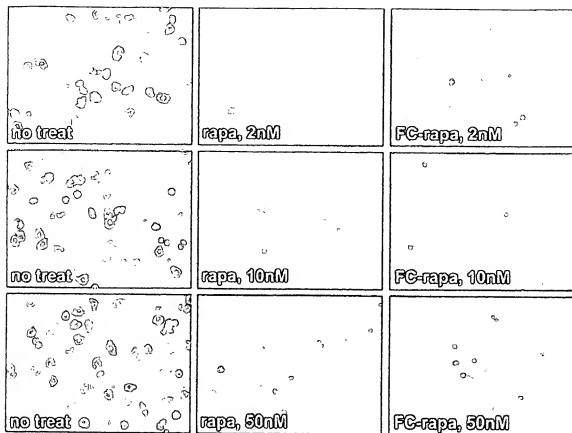 no treat
rapa, 2nM
FC-rapa, 2nM
no treat
rapa, 10nM
FC-rapa, 10nM
no treat
rapa, 50nM
FC-rapa, 50nM